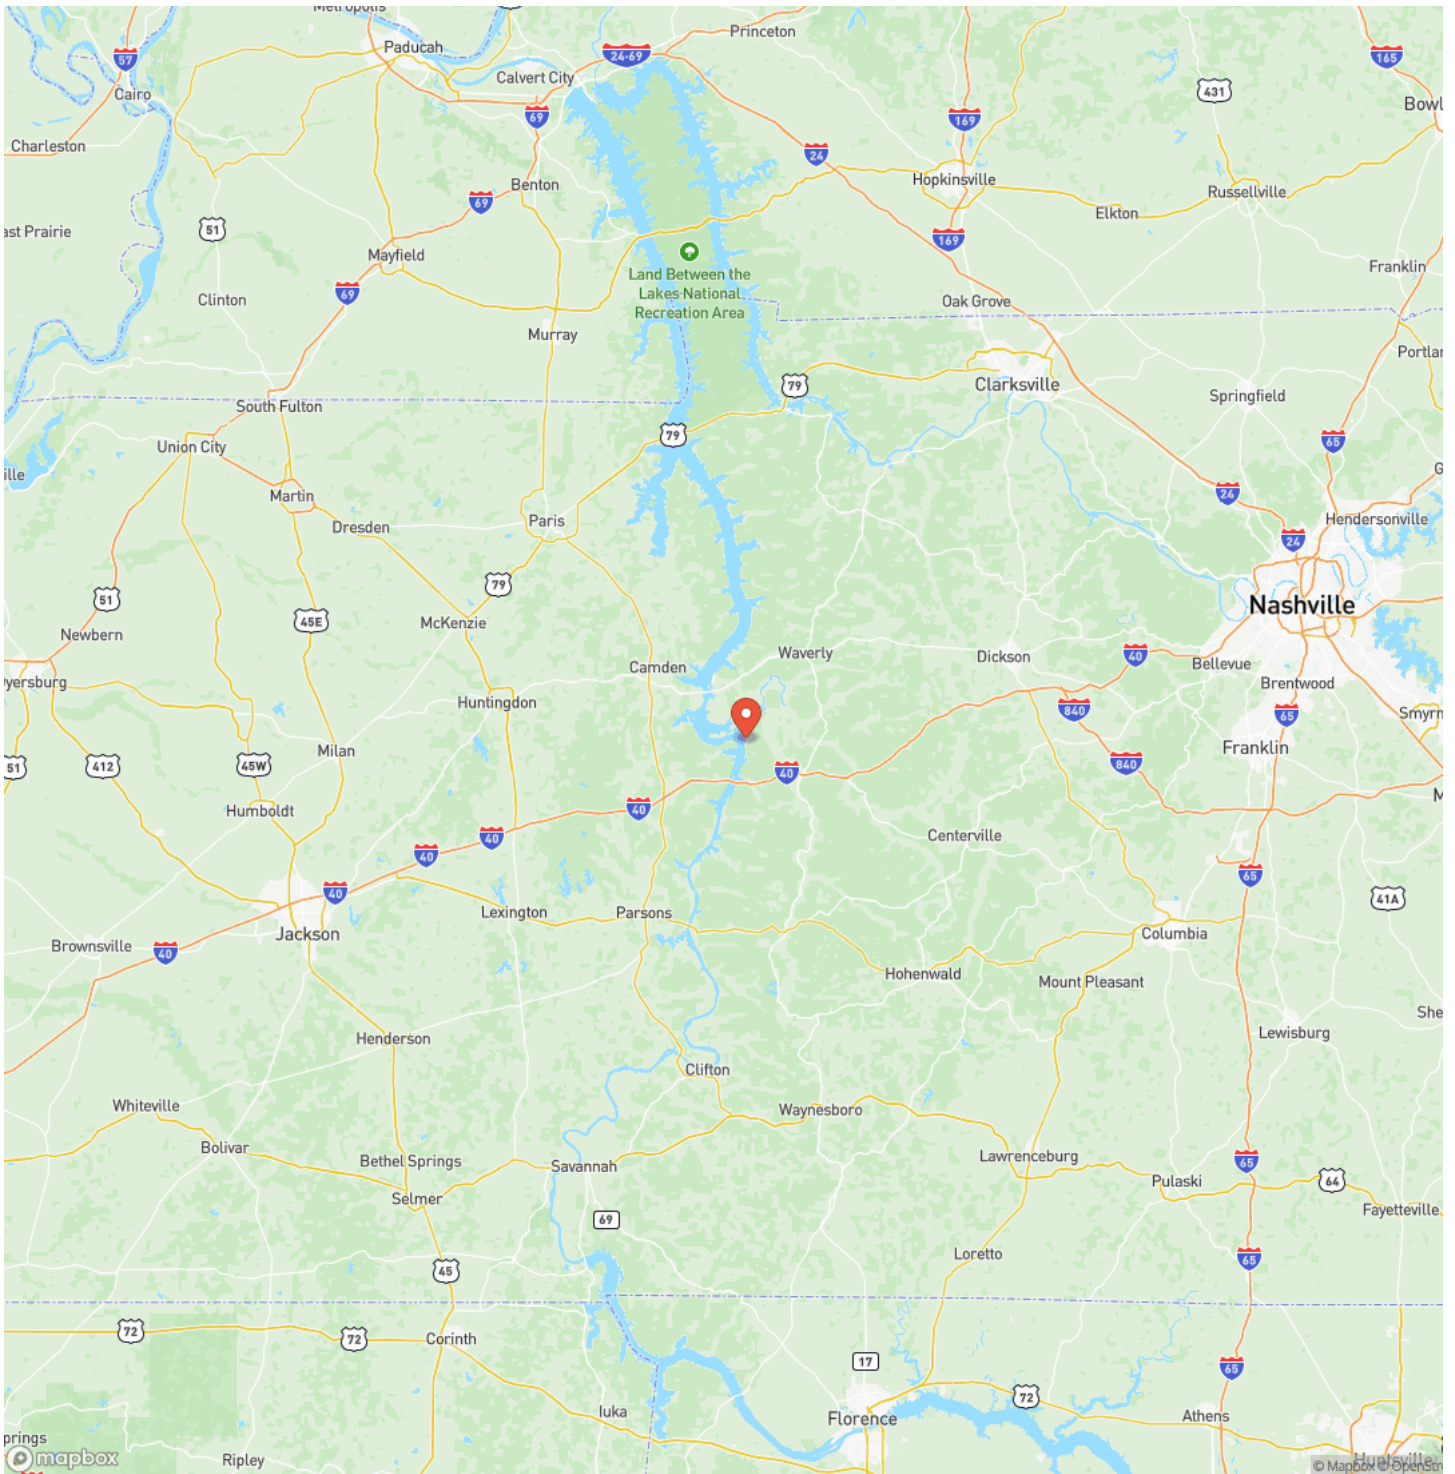 Metropolis
Princeton
57
Paducah
24-69
165
Calvert City
Cairo
431
69
169
Bowl
Charleston
24
Hopkinsville
Benton
Russellville
69
Elkton
51
ast Prairie
169
Mayfield
Land Between the
Lakes National
Recreation Area
Franklin
69
Clinton
Oak Grove
Murray
Portlan
79
Clarksville
Springfield
South Fulton
79
65
Union City
ille
24
Martin
Paris
Dresden
Hendersonville
24
79
51
Nashville
45E
McKenzie
Newbern
Waverly
Dickson
40
Camden
Bellevue
yersburg
Brentwood
Huntingdon
840
65
Smyrn
Franklin
Milan
51
412
45W
40
840
M
Humboldt
40
40
Centerville
40
65
40
41A
Lexington
Parsons
Jackson
Columbia
Brownsville
40
Hohenwald
Mount Pleasant
She
Henderson
Lewisburg
Clifton
Whiteville
Waynesboro
Bolivar
Bethel Springs
Savannah
Lawrenceburg
65
Pulaski
64
Selmer
Fayetteville
69
Loretto
65
45
72
72
Corinth
17
65
72
Iuka
Florence
Athens
prings
mapbox
Ripley
Huntsville
© Mapbox © OpenStre